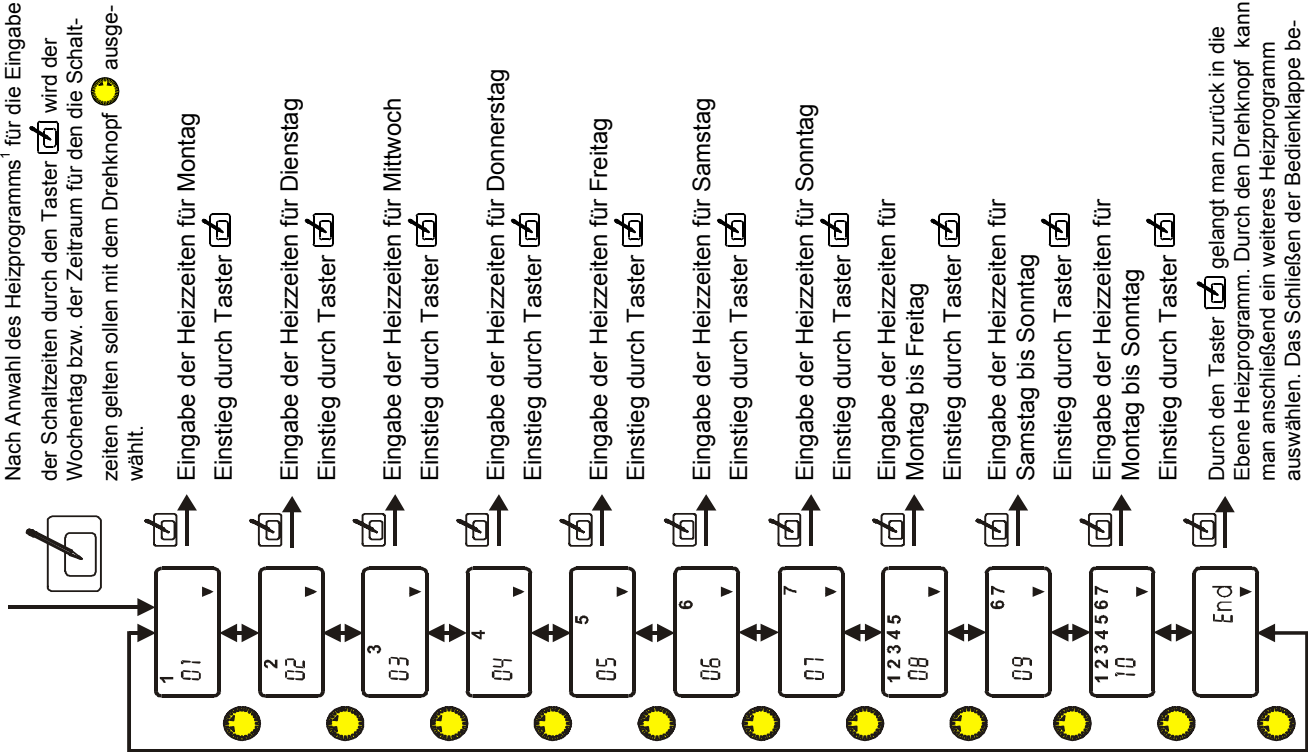 Nach Anwahl des Heizprogramms¹ für die Eingabe
der Schaltzeiten durch den Taster wird der
Wochentag bzw. der Zeitraum für den die Schalt-
zeiten gelten sollen mit dem Drehknopf ausge-
wählt.
1
01
Eingabe der Heizzeiten für Montag
Einstieg durch Taster
2
02
Eingabe der Heizzeiten für Dienstag
Einstieg durch Taster
3
03
Eingabe der Heizzeiten für Mittwoch
Einstieg durch Taster
4
04
Eingabe der Heizzeiten für Donnerstag
Einstieg durch Taster
5
05
Eingabe der Heizzeiten für Freitag
Einstieg durch Taster
6
06
Eingabe der Heizzeiten für Samstag
Einstieg durch Taster
7
07
Eingabe der Heizzeiten für Sonntag
Einstieg durch Taster
1 2 3 4 5
08
Eingabe der Heizzeiten für
Montag bis Freitag
Einstieg durch Taster
6 7
09
Eingabe der Heizzeiten für
Samstag bis Sonntag
Einstieg durch Taster
1 2 3 4 5 6 7
10
Eingabe der Heizzeiten für
Montag bis Sonntag
Einstieg durch Taster
End
Durch den Taster gelangt man zurück in die
Ebene Heizprogramm. Durch den Drehknopf kann
man anschließend ein weiteres Heizprogramm
auswählen. Das Schließen der Bedienklappe be-